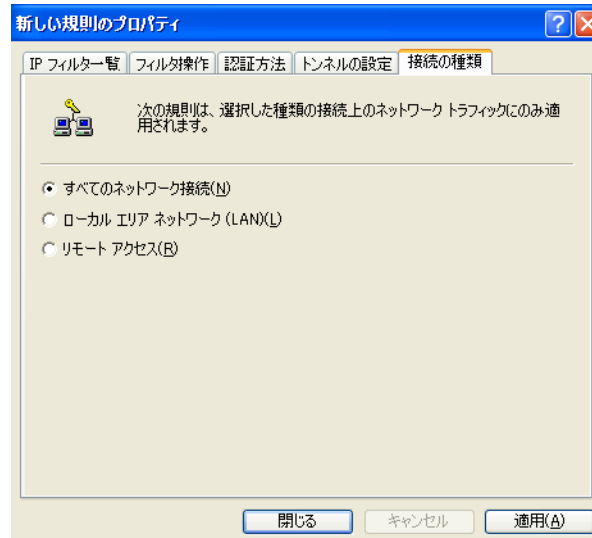 新しい規則のプロパティ
IP フィルタ一覧 フィルタ操作 認証方法 トンネルの設定 接続の種類
次の規則は、選択した種類の接続上のネットワーク トラフィックにのみ適
用されます。
すべてのネットワーク接続(N)
ローカル エリア ネットワーク (LAN)(L)
リモート アクセス(R)
閉じる キャンセル 適用(A)